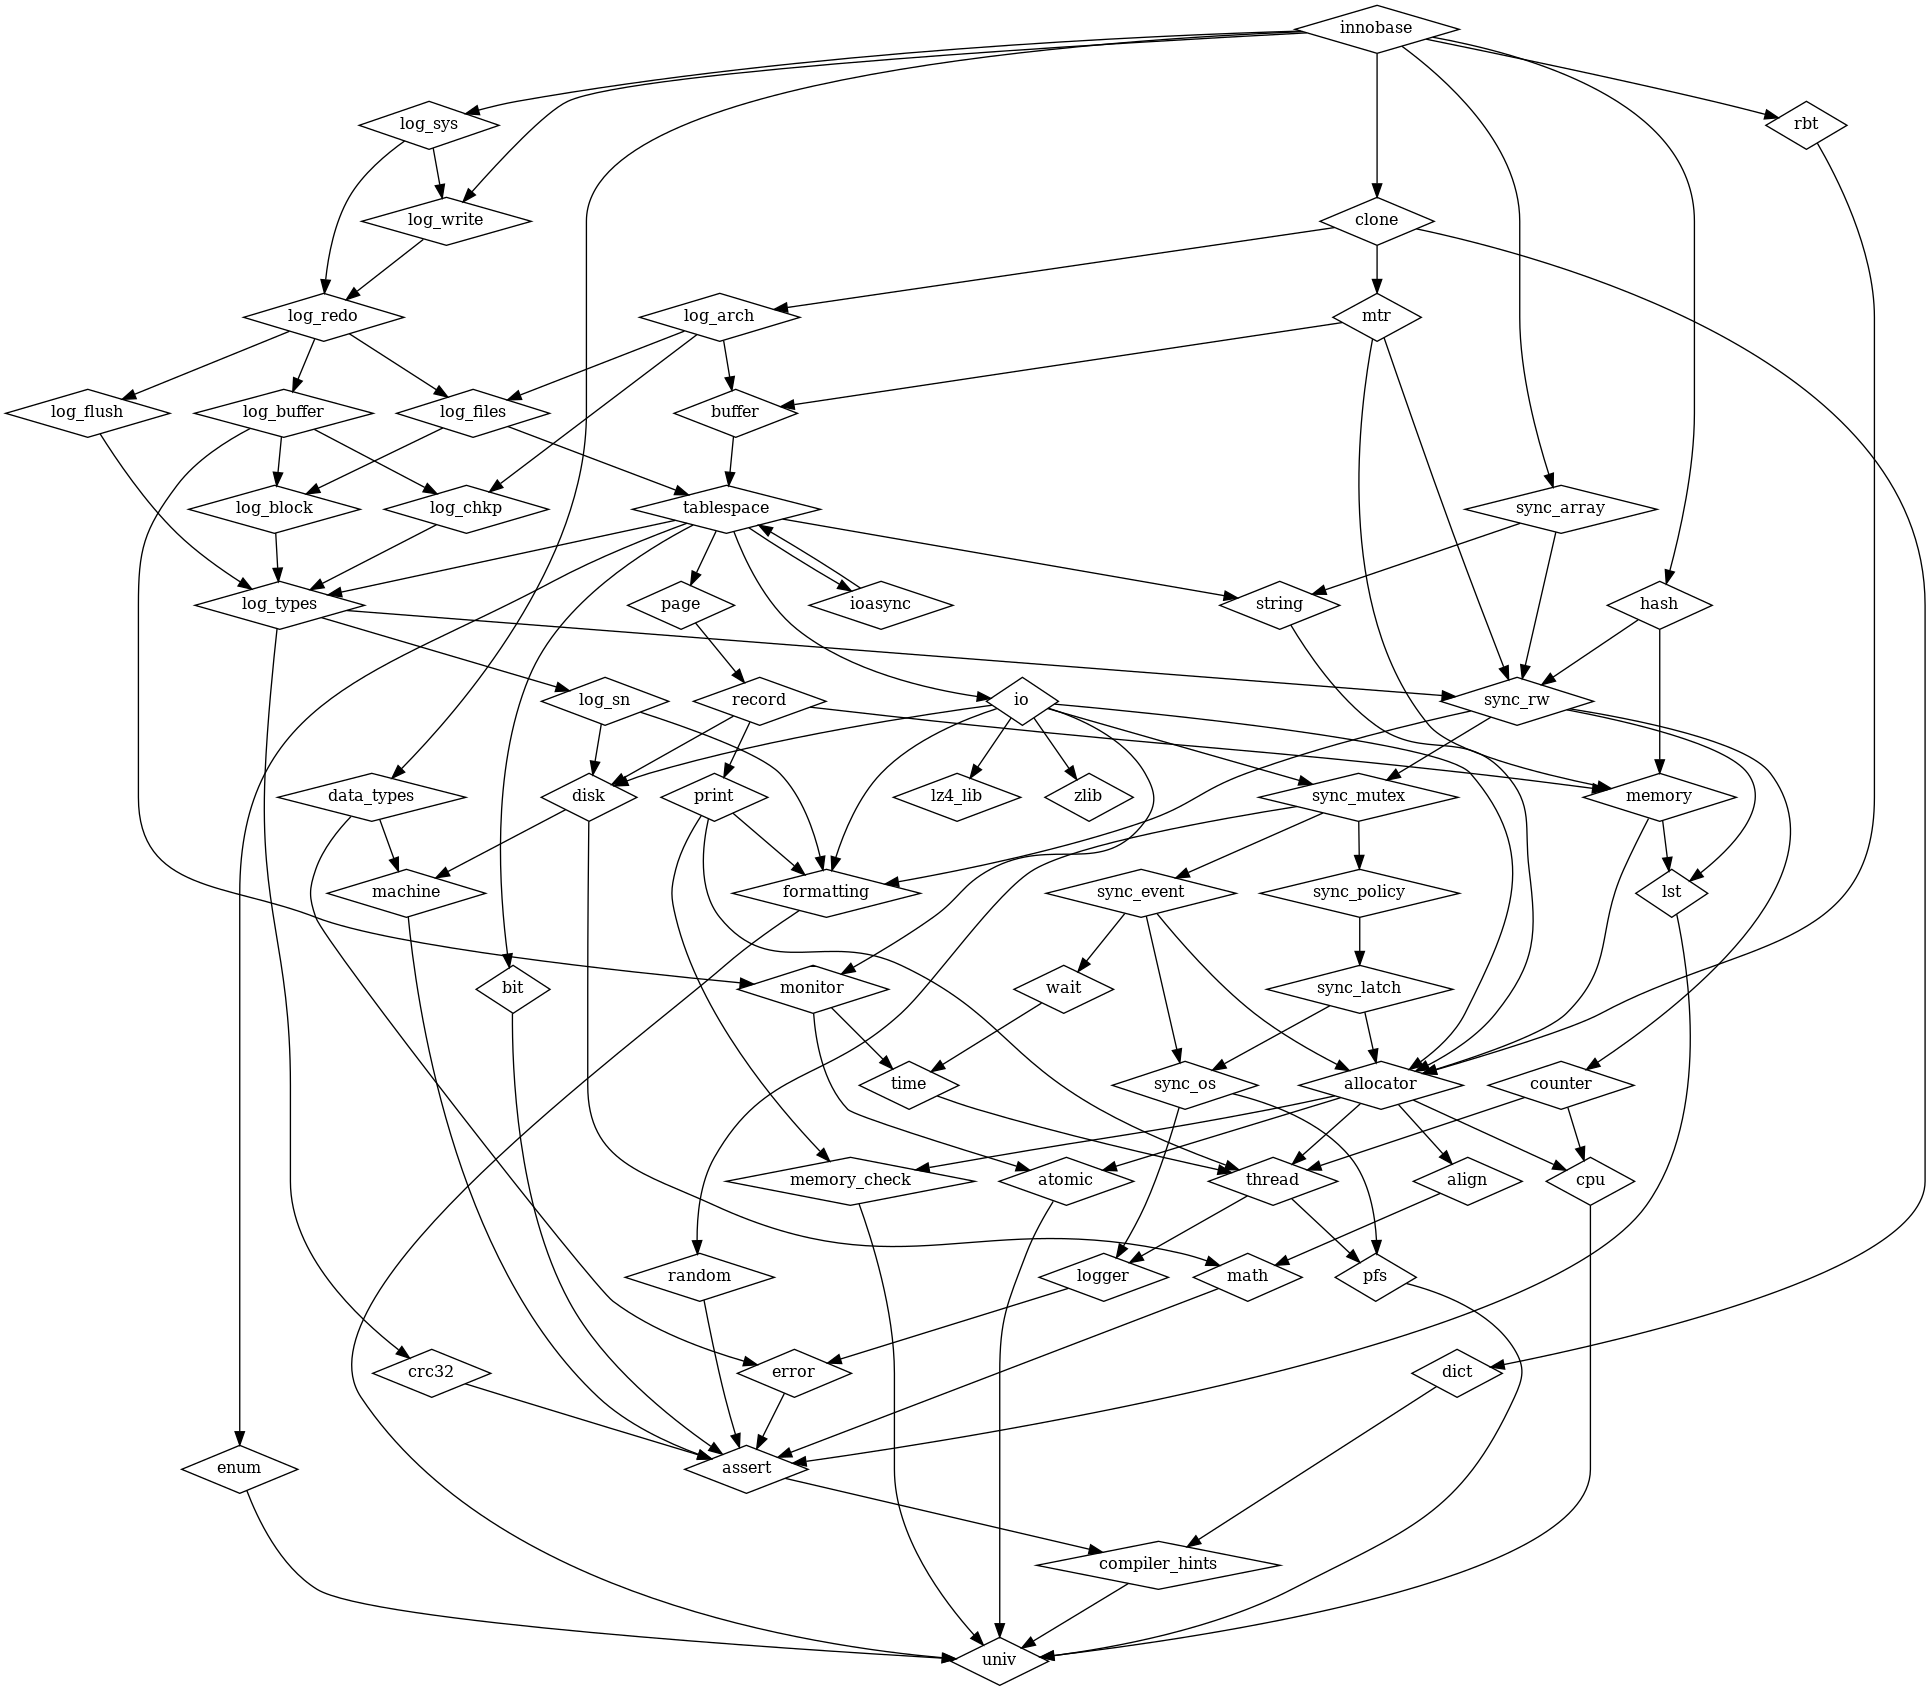 innobase
log_sys
rbt
log_write
clone
log_redo
log_arch
mtr
log_flush
log_buffer
log_files
buffer
log_block
log_chkp
tablespace
sync_array
log_types
page
ioasync
string
hash
log_sn
record
io
sync_rw
data_types
disk
print
lz4_lib
zlib
sync_mutex
memory
machine
formatting
sync_event
sync_policy
lst
bit
monitor
wait
sync_latch
time
sync_os
allocator
counter
memory_check
atomic
thread
align
cpu
random
logger
math
pfs
crc32
error
dict
enum
assert
compiler_hints
univ